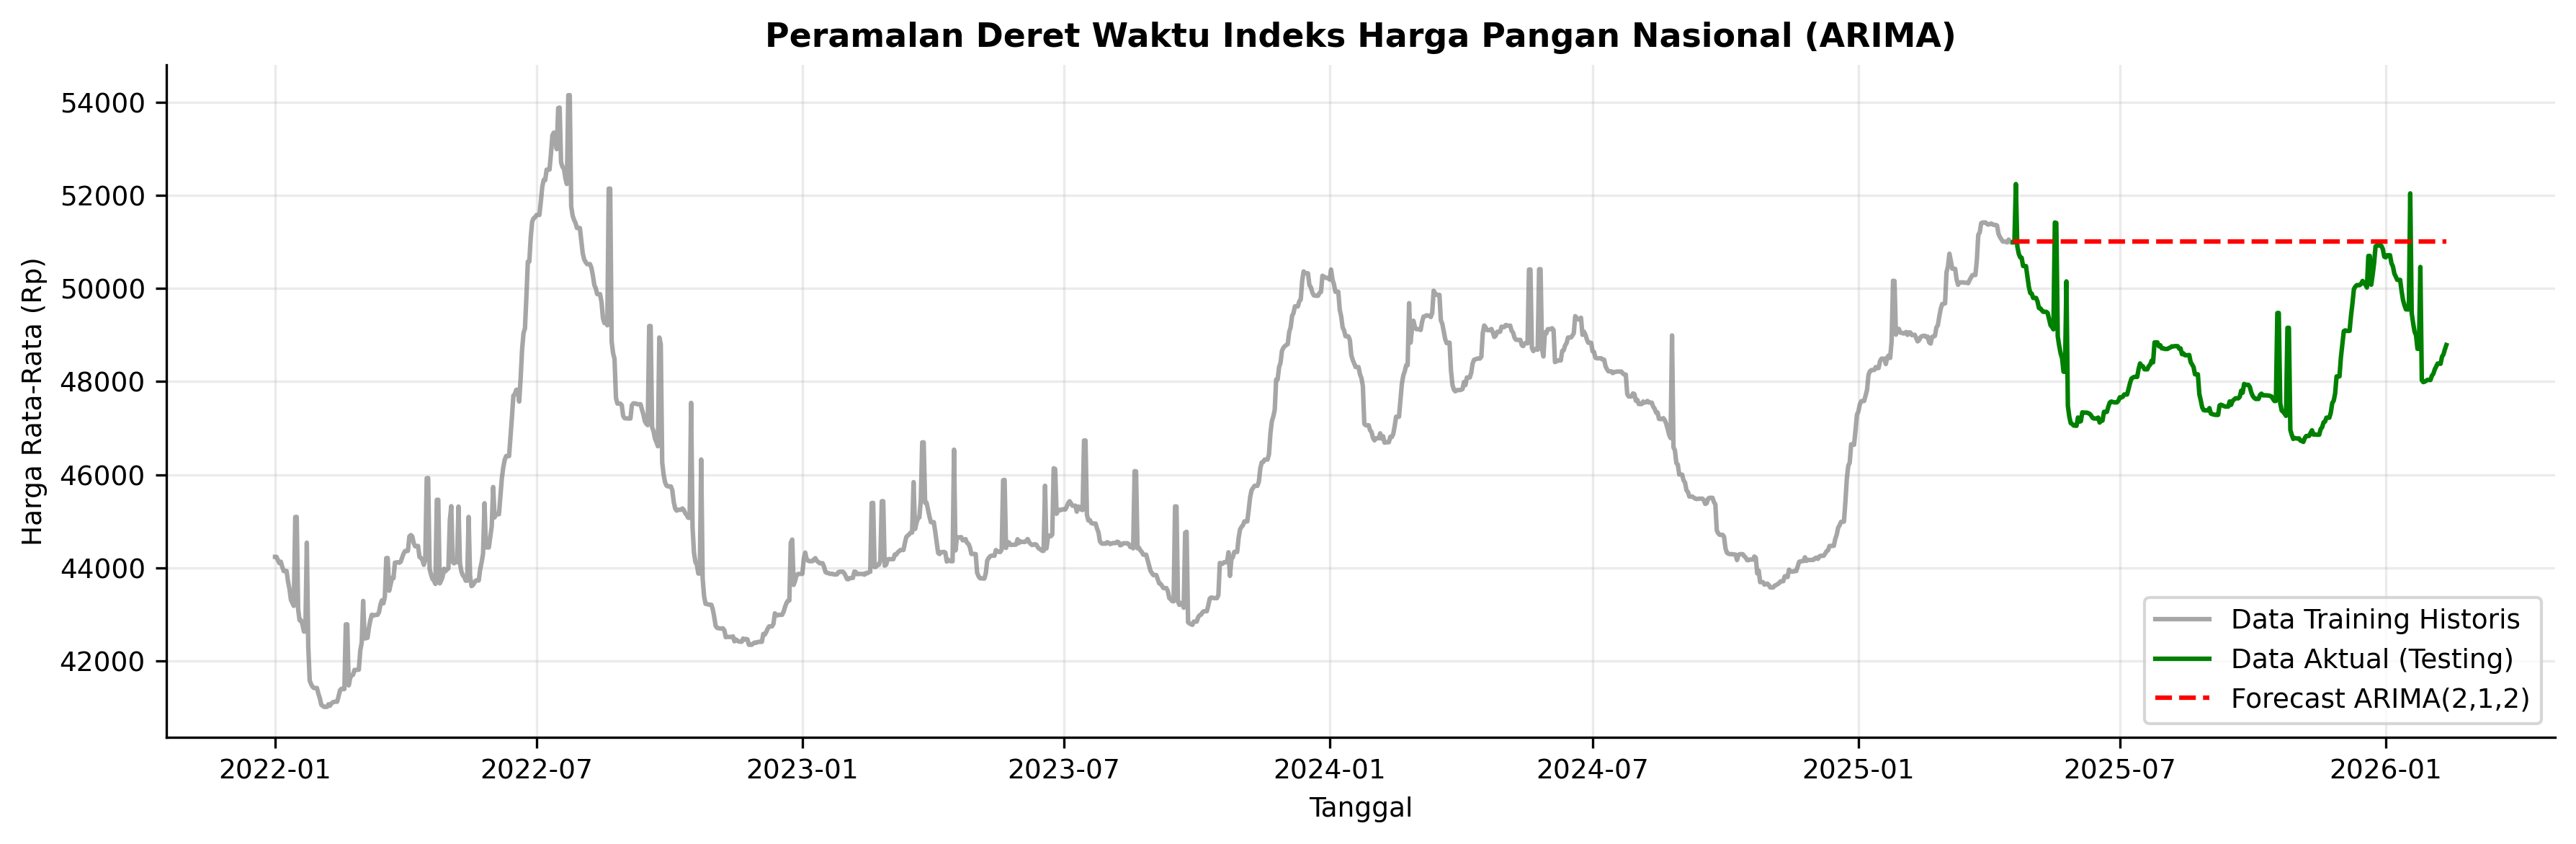 Peramalan Deret Waktu Indeks Harga Pangan Nasional (ARIMA)
Harga Rata-Rata (Rp)
54000
52000
50000
48000
46000
44000
42000
2022-01
2022-07
2023-01
2023-07
2024-01
2024-07
2025-01
2025-07
2026-01
Tanggal
Data Training Historis
Data Aktual (Testing)
Forecast ARIMA(2,1,2)